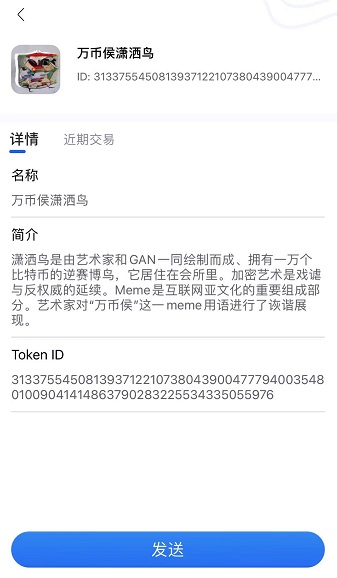 万币侯潇洒鸟
ID: 3133755450813937122107380439004777...
详情
近期交易
名称
万币侯潇洒鸟
简介
潇洒鸟是由艺术家和GAN一同绘制而成、拥有一万个
比特币的逆赛博鸟，它居住在会所里。加密艺术是戏谑
与反权威的延续。Meme是互联网亚文化的重要组成部
分。艺术家对“万币侯”这一meme用语进行了诙谐展
现。
Token ID
313375545081393712210738043900477794003548
01009041414863790283225534335055976
发送